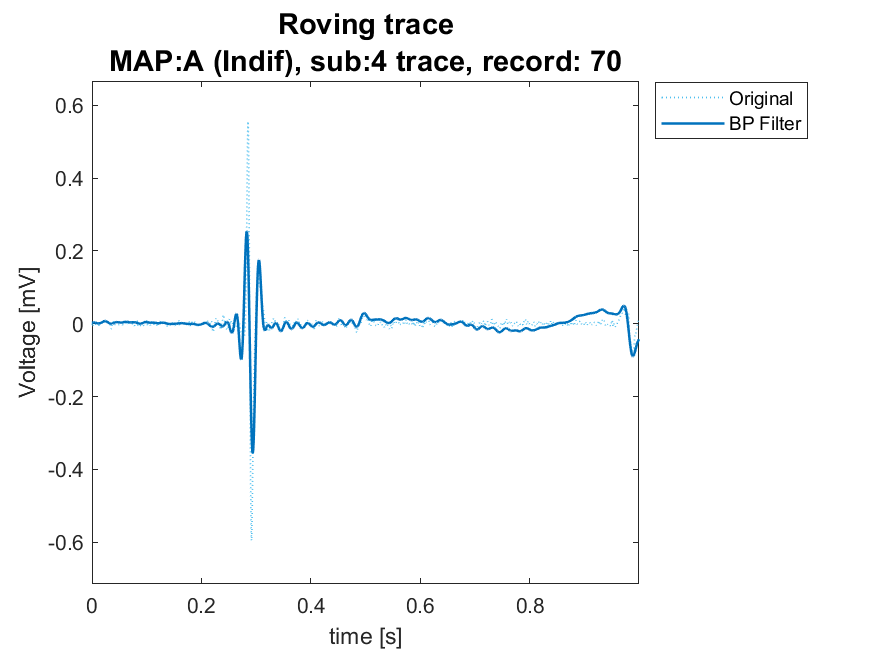 Roving trace
MAP:A (Indif), sub:4 trace, record: 70
Original
BP Filter
0.6
0.4
0.2
0
-0.2
-0.4
-0.6
Voltage [mV]
0
0.2
0.4
0.6
0.8
time [s]